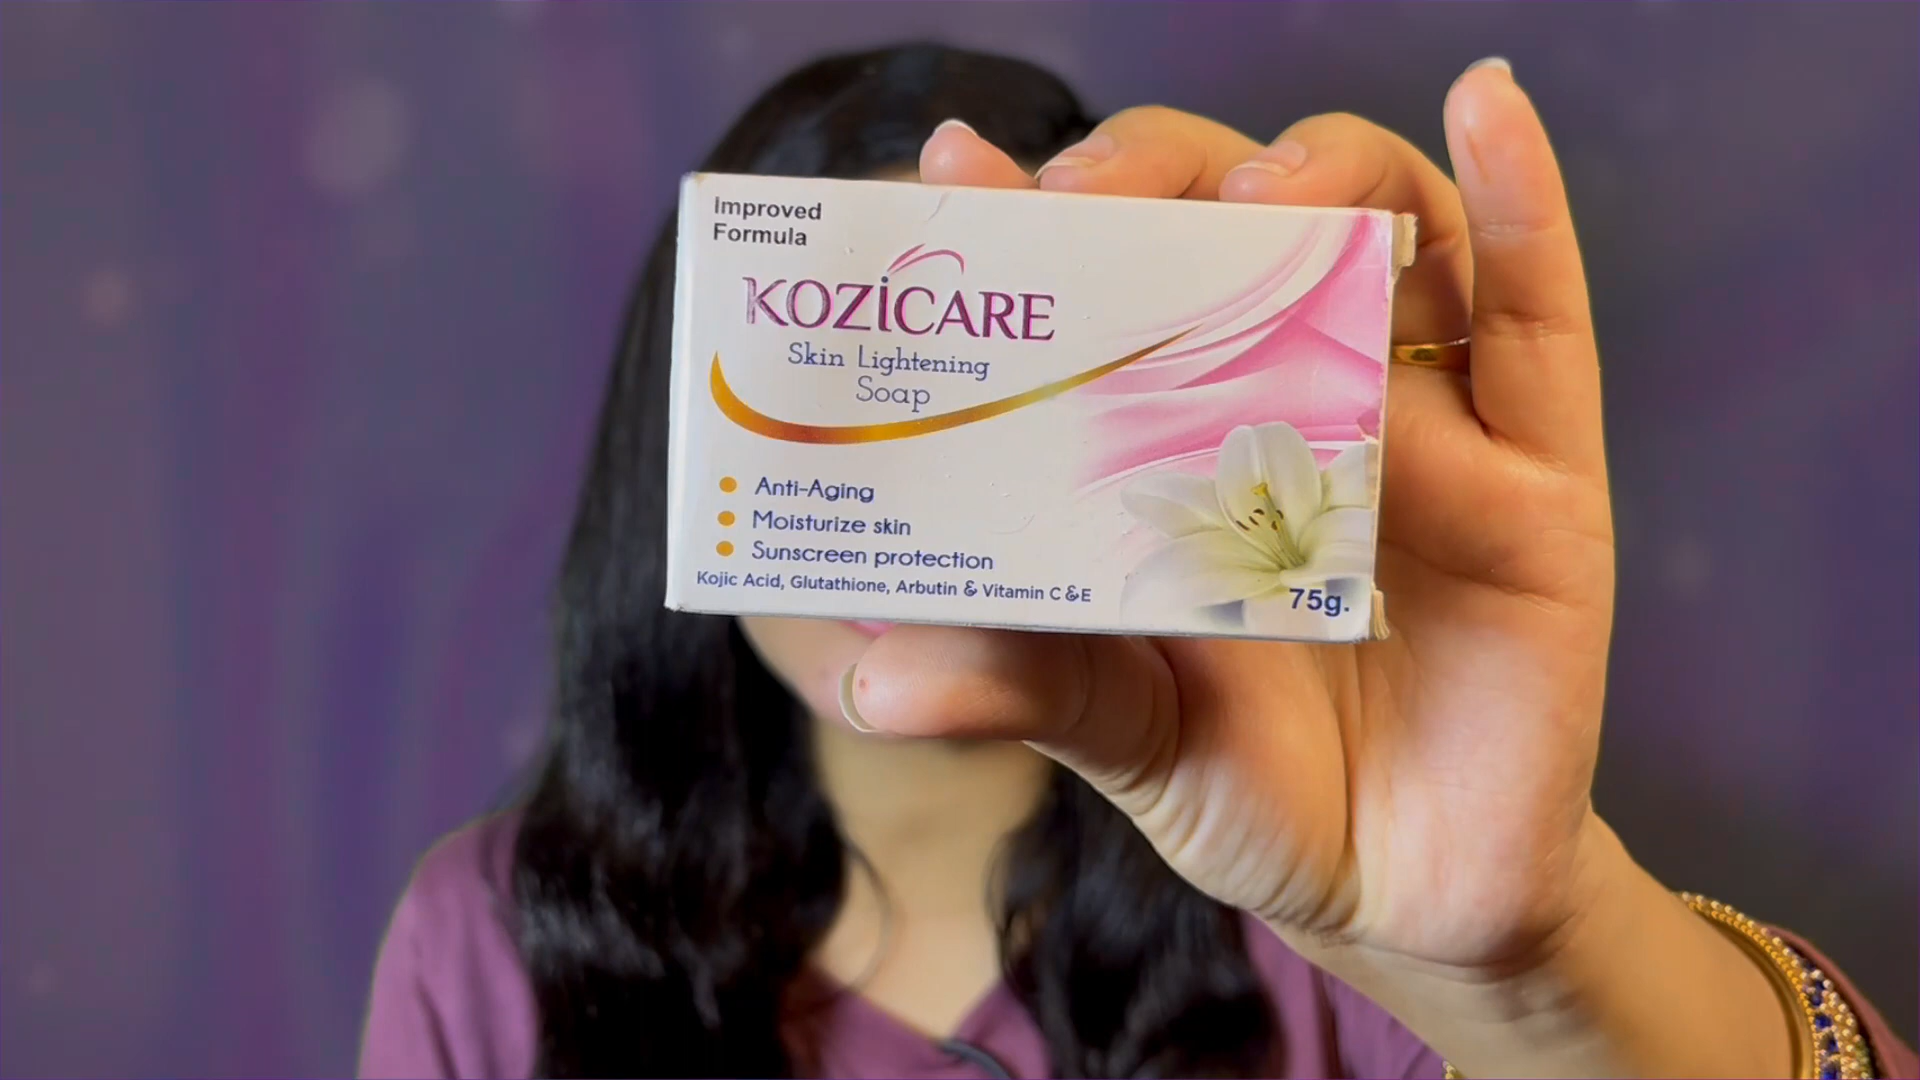 Improved
Formula
KOZiCARE
Skin Lightening
Soap
Anti-Aging
Moisturize skin
Sunscreen protection
Kojic Acid, Glutathione, Arbutin & Vitamin C & E
75g.